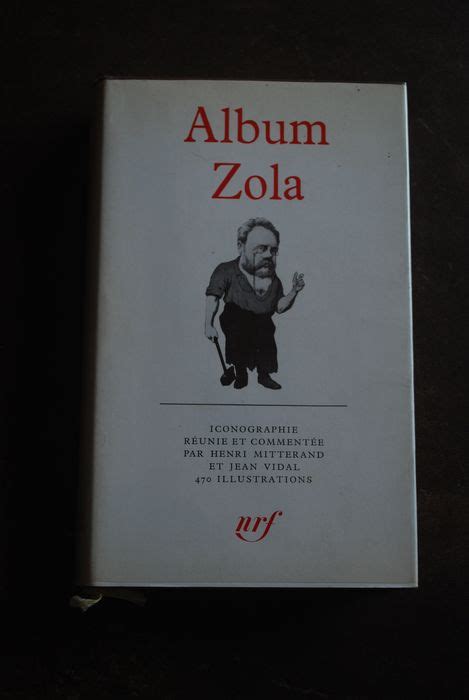 Album
Zola
ICONOGRAPHIE
RÉUNIE ET COMMENTÉE
PAR HENRI MITTERAND
ET JEAN VIDAL
470 ILLUSTRATIONS
nrf